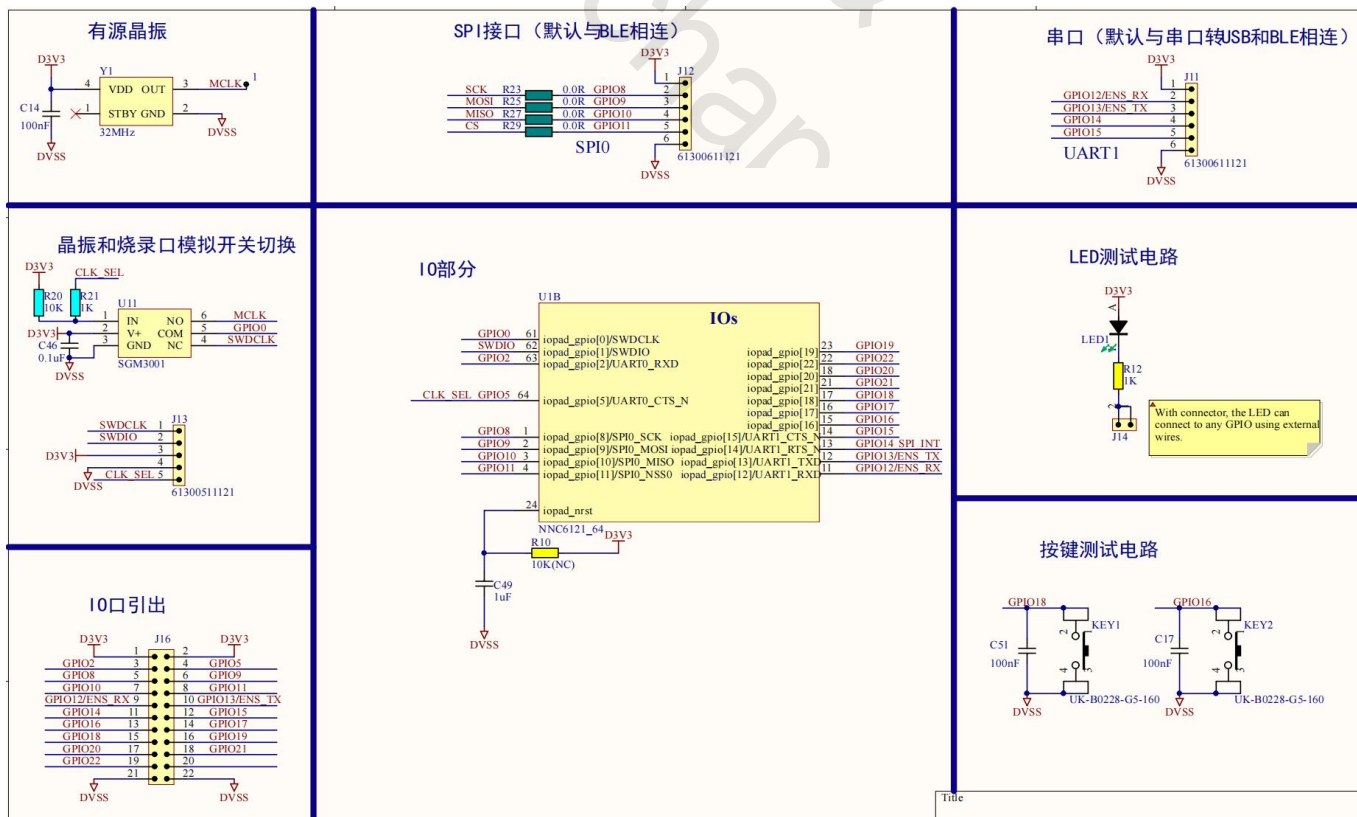 有源晶振
D3V3
Y1
4 VDD OUT 3 MCLK 1
C14
100nF
1 STBY GND 2
32MHz
DVSS
DVSS
SPI接口（默认与BLE相连）
D3V3
J12
1
SCK R23 0.0R GPIO8 2
MOSI R25 0.0R GPIO9 3
MISO R27 0.0R GPIO10 4
CS R29 0.0R GPIO11 5
6
SPI0
61300611121
DVSS
串口（默认与串口转USB和BLE相连）
D3V3
J11
1
GPIO12/ENS_RX 2
GPIO13/ENS_TX 3
GPIO14 4
GPIO15 5
6
UART1
61300611121
DVSS
晶振和烧录口模拟开关切换
D3V3
CLK_SEL
R20
10K
R21
1K
U11
1 IN NO 6 MCLK
D3V3 2 V+ COM 5 GPIO0
3 GND NC 4 SWDCLK
C46
0.1uF
SGM3001
DVSS
J13
SWDCLK 1
SWDIO 2
D3V3 3
4
DVSS
CLK_SEL 5
61300511121
IO部分
U1B
IOs
GPIO0 61 iopad_gpio[0]/SWDCLK
SWDIO 62 iopad_gpio[1]/SWDIO
GPIO2 63 iopad_gpio[2]/UART0_RXD
CLK_SEL GPIO5 64 iopad_gpio[5]/UART0_CTS_N
GPIO8 1 iopad_gpio[8]/SPI0_SCK
GPIO9 2 iopad_gpio[9]/SPI0_MOSI
GPIO10 3 iopad_gpio[10]/SPI0_MISO
GPIO11 4 iopad_gpio[11]/SPI0_NSS0
24 iopad_nrst
iopad_gpio[19] 23 GPIO19
iopad_gpio[22] 22 GPIO22
iopad_gpio[20] 18 GPIO20
iopad_gpio[21] 21 GPIO21
iopad_gpio[18] 17 GPIO18
iopad_gpio[17] 16 GPIO17
iopad_gpio[16] 15 GPIO16
iopad_gpio[15]/UART1_CTS_N 14 GPIO15
iopad_gpio[14]/UART1_RTS_N 13 GPIO14 SPI_INT
iopad_gpio[13]/UART1_TXD 12 GPIO13/ENS_TX
iopad_gpio[12]/UART1_RXD 11 GPIO12/ENS_RX
NNC6121_64
R10
D3V3
10K(NC)
C49
1uF
DVSS
LED测试电路
D3V3
A
LED1
R12
1K
2
J14
With connector, the LED can
connect to any GPIO using external
wires.
IO口引出
D3V3 J16 D3V3
1 2
GPIO2 3 4 GPIO5
GPIO8 5 6 GPIO9
GPIO10 7 8 GPIO11
GPIO12/ENS_RX 9 10 GPIO13/ENS_TX
GPIO14 11 12 GPIO15
GPIO16 13 14 GPIO17
GPIO18 15 16 GPIO19
GPIO20 17 18 GPIO21
GPIO22 19 20
21 22
DVSS DVSS
按键测试电路
GPIO18
2 1
KEY1
C51
100nF
4 3
DVSS
UK-B0228-G5-160
GPIO16
2 1
KEY2
C17
100nF
4 3
DVSS
UK-B0228-G5-160
Title